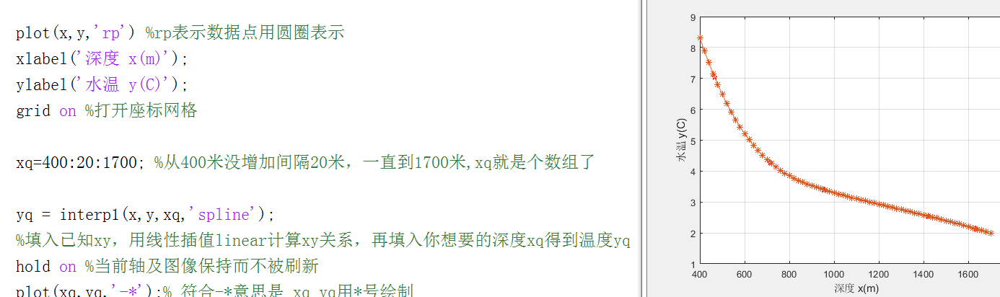 plot(x,y,'rp') %rp表示数据点用圆圈表示
xlabel('深度 x(m)');
ylabel('水温 y(C)');
grid on %打开座标网格
xq=400:20:1700; %从400米没增加间隔20米，一直到1700米,xq就是个数组了
yq = interp1(x,y,xq,'spline');
%填入已知xy，用线性插值linear计算xy关系，再填入你想要的深度xq得到温度yq
hold on %当前轴及图像保持而不被刷新
plot(xq,yq,'-*');% 符合-*意思是 xq yq用*号绘制
9
8
7
6
5
4
3
2
1
水温 y(C)
400 600 800 1000 1200 1400 1600
深度 x(m)